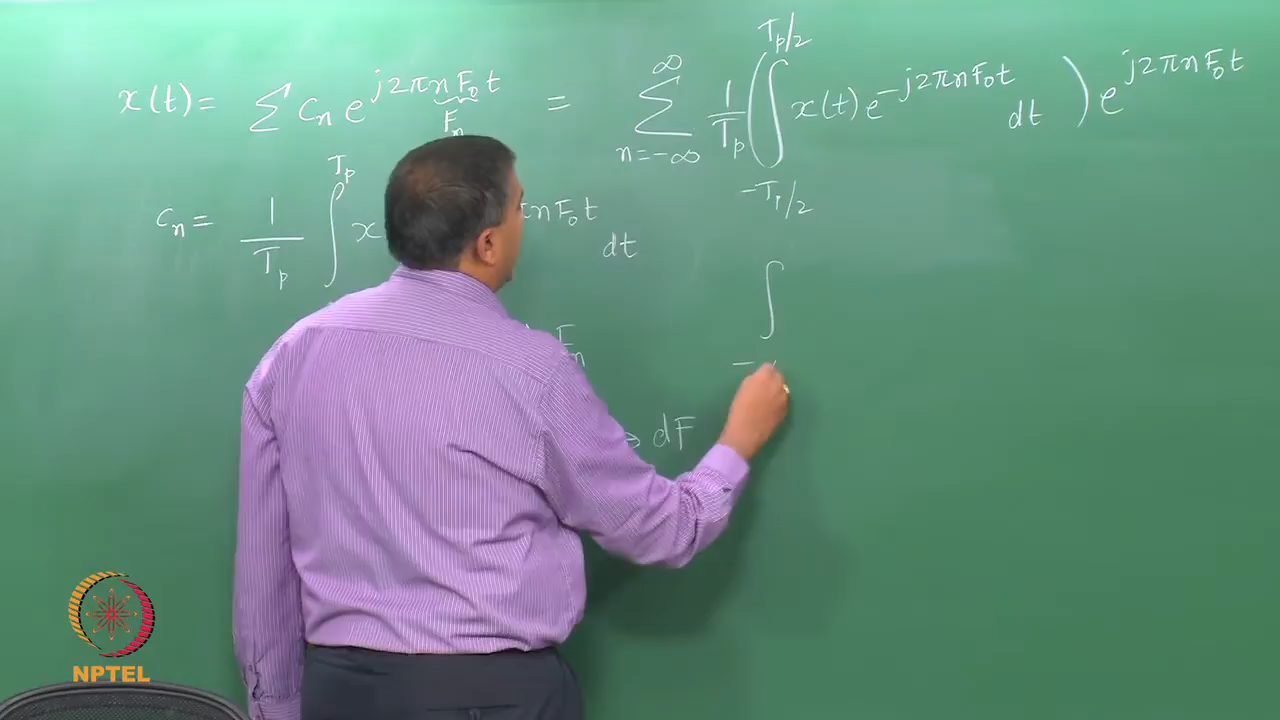 x(t) = Σ cₙ e^{j2πnF₀t} = Σ_{n=-∞}^{∞} 1/Tₚ ( ∫_{-Tₚ/2}^{Tₚ/2} x(t) e^{-j2πnF₀t} dt ) e^{j2πnF₀t}
Fₙ
cₙ = 1/Tₚ ∫^{Tₚ} x πnF₀t dt
Fₙ
∫
→ dF
NPTEL